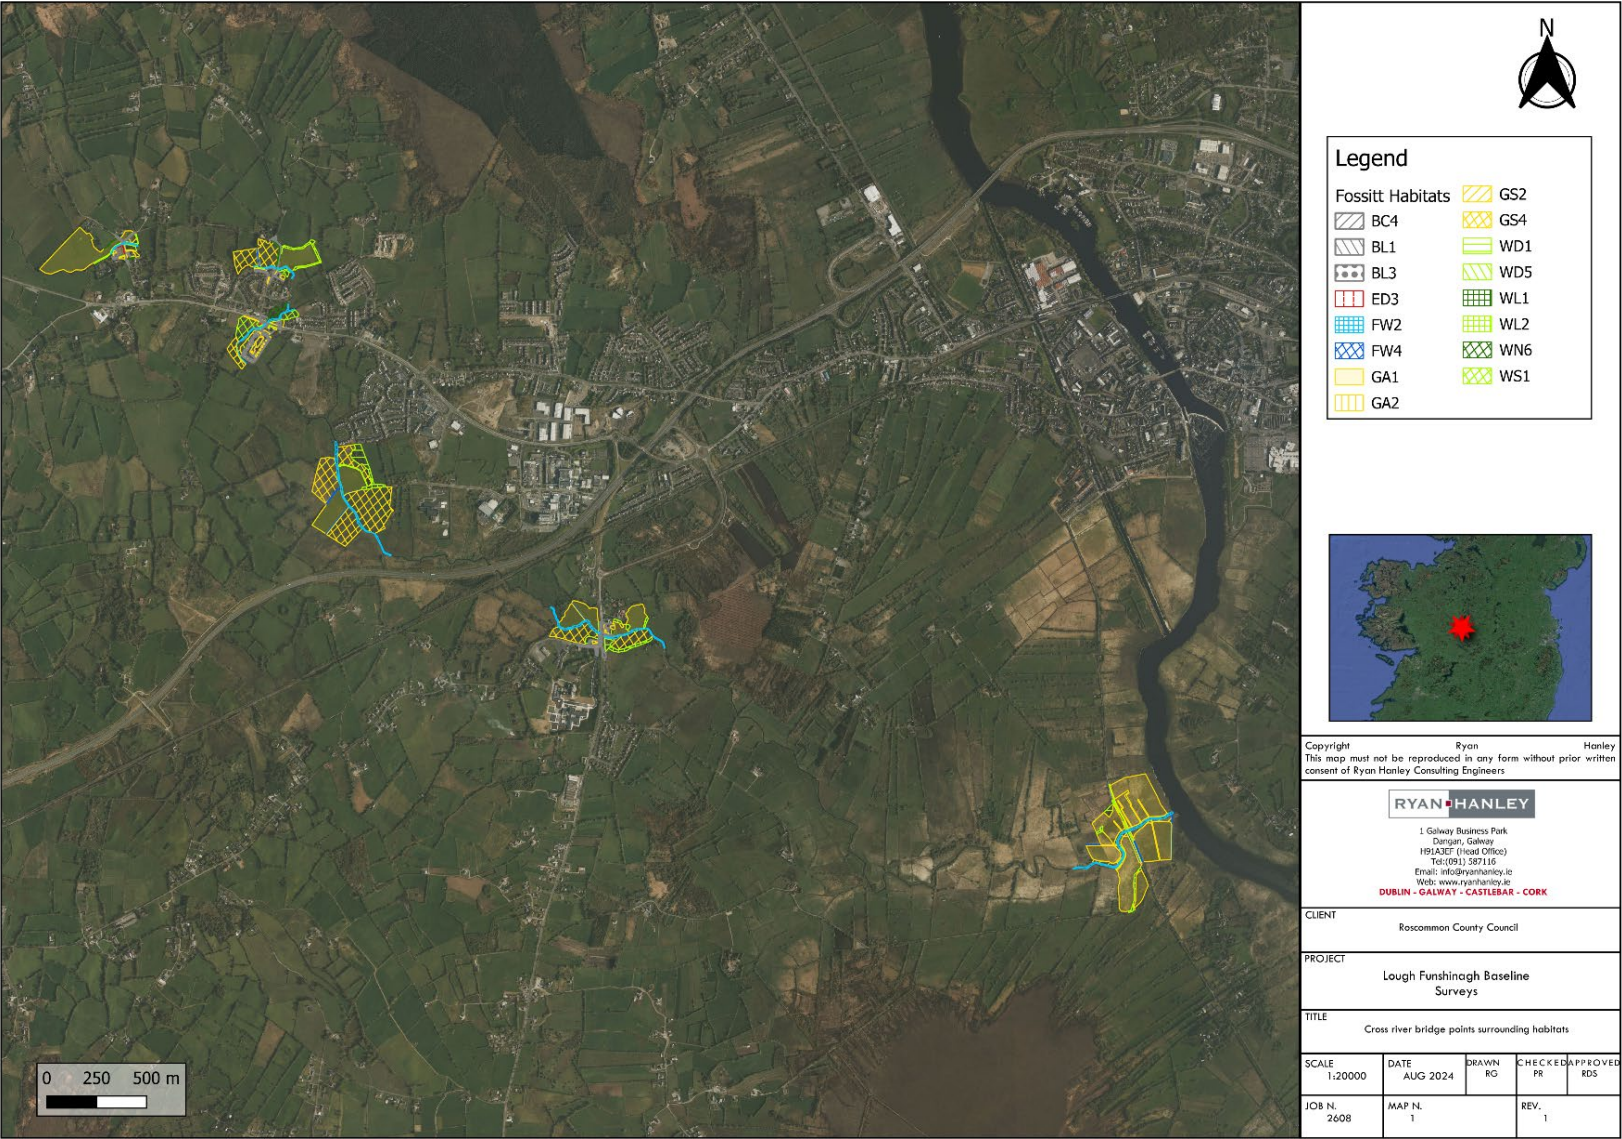 N
Legend
Fossitt Habitats
BC4
BL1
BL3
ED3
FW2
FW4
GA1
GA2
GS2
GS4
WD1
WD5
WL1
WL2
WN6
WS1
Copyright Ryan Hanley
This map must not be reproduced in any form without prior written
consent of Ryan Hanley Consulting Engineers
RYAN HANLEY
1 Galway Business Park
Dangan, Galway
H91A3EF (Head Office)
Tel:(091) 587116
Email: info@ryanhanley.ie
Web: www.ryanhanley.ie
DUBLIN - GALWAY - CASTLEBAR - CORK
CLIENT
Roscommon County Council
PROJECT
Lough Funshinagh Baseline
Surveys
TITLE
Cross river bridge points surrounding habitats
SCALE
1:20000
DATE
AUG 2024
DRAWN
RG
CHECKED
PR
APPROVED
RDS
JOB N.
2608
MAP N.
1
REV.
1
0 250 500 m